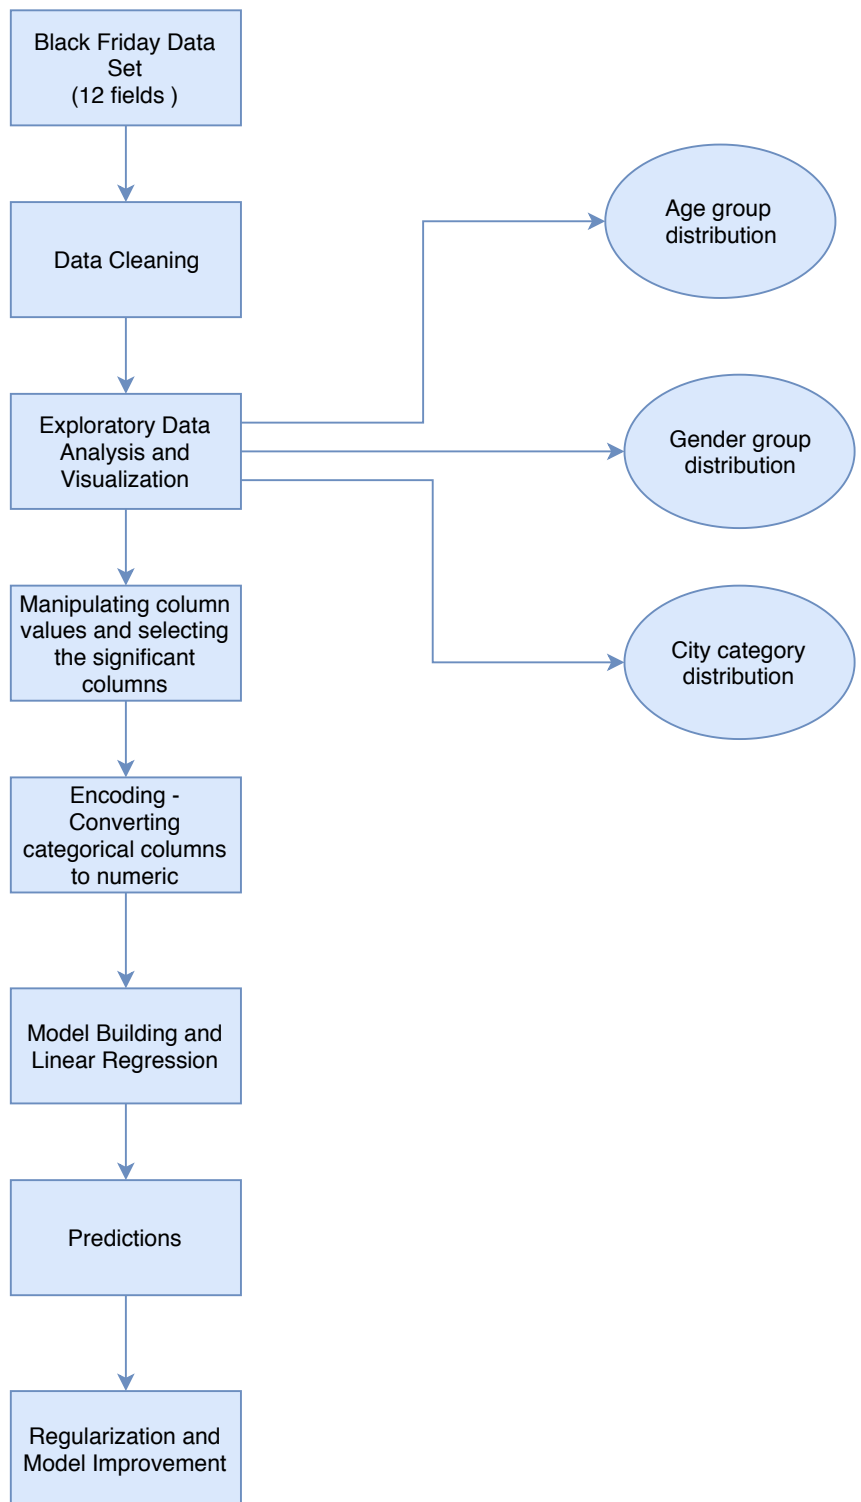 Black Friday Data
Set
(12 fields )
Data Cleaning
Age group
distribution
Exploratory Data
Analysis and
Visualization
Gender group
distribution
Manipulating column
values and selecting
the significant
columns
City category
distribution
Encoding -
Converting
categorical columns
to numeric
Model Building and
Linear Regression
Predictions
Regularization and
Model Improvement